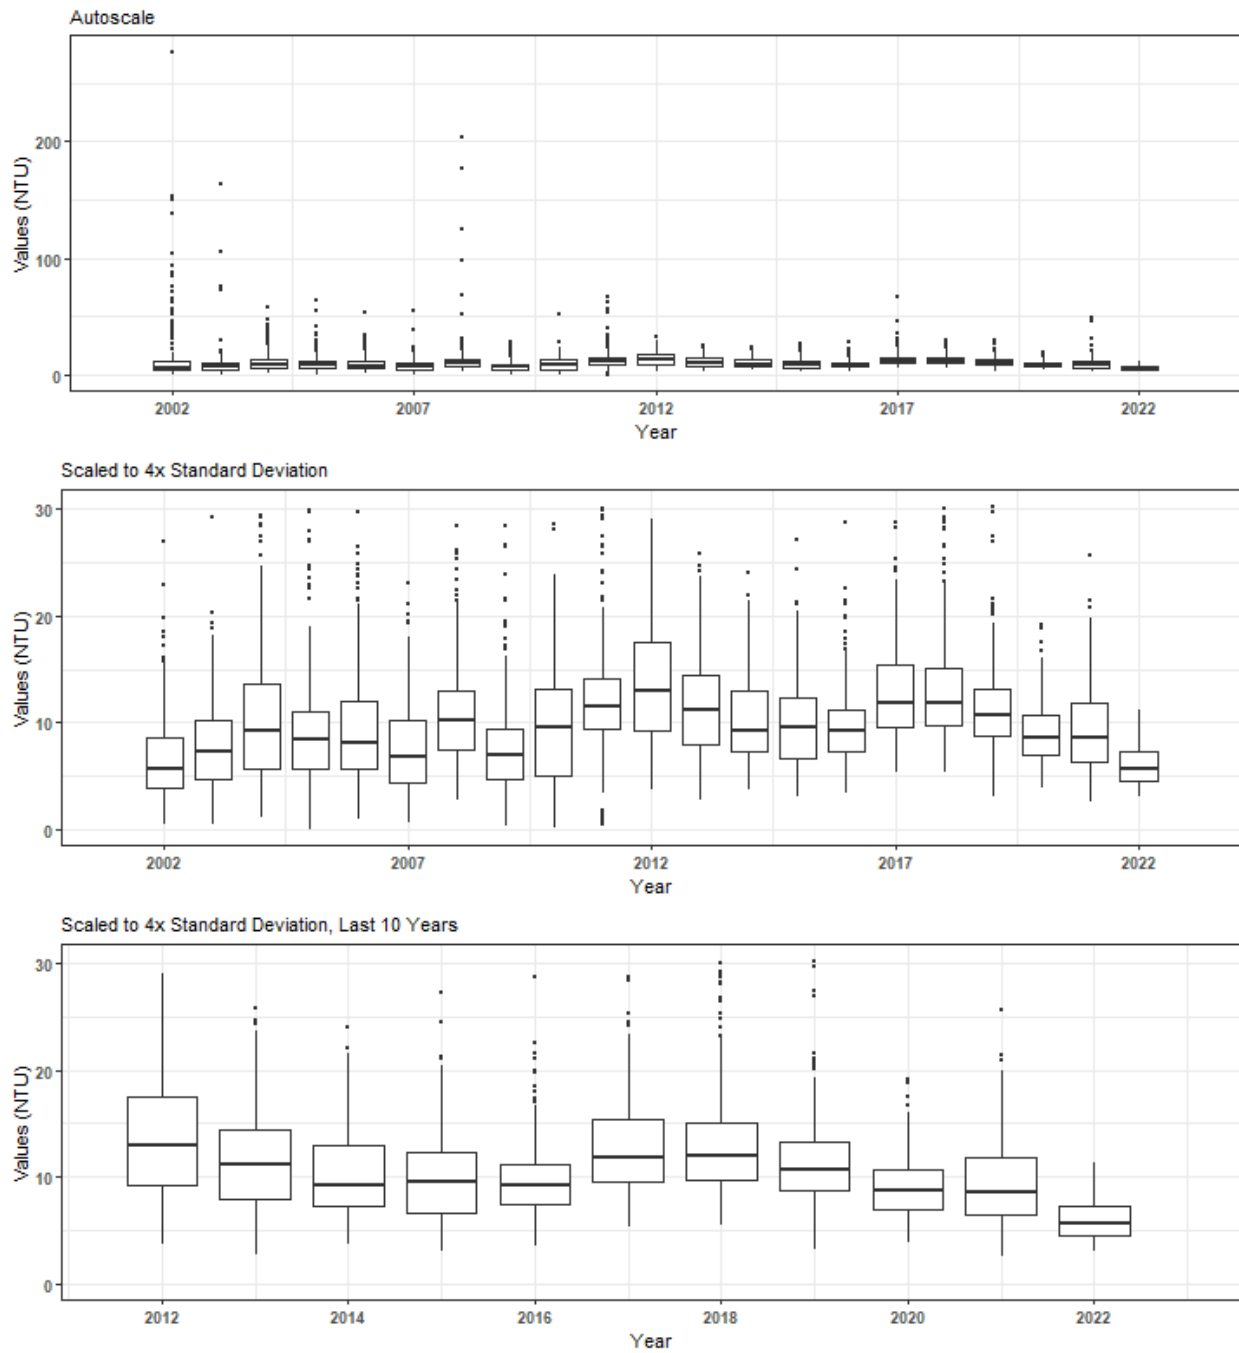 Autoscale
Values (NTU)
200
100
0
2002 2007 2012 2017 2022
Year
Scaled to 4x Standard Deviation
Values (NTU)
30
20
10
0
2002 2007 2012 2017 2022
Year
Scaled to 4x Standard Deviation, Last 10 Years
Values (NTU)
30
20
10
0
2012 2014 2016 2018 2020 2022
Year